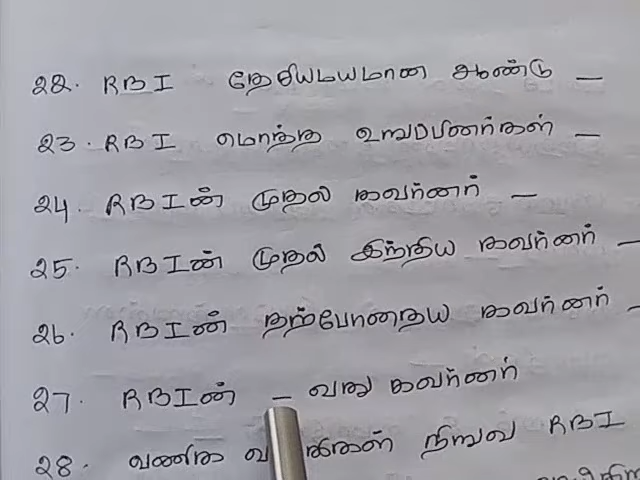 22. RBI தேசியமயமான ஆண்டு _
23. RBI மொத்த உறுப்பினர்கள் _
24. RBIன் முதல் கவர்னர் _
25. RBIன் முதல் இந்திய கவர்னர் _
26. RBIன் தற்போதைய கவர்னர் _
27. RBIன் _ வது கவர்னர்
28. வணிக நிறுவ RBI